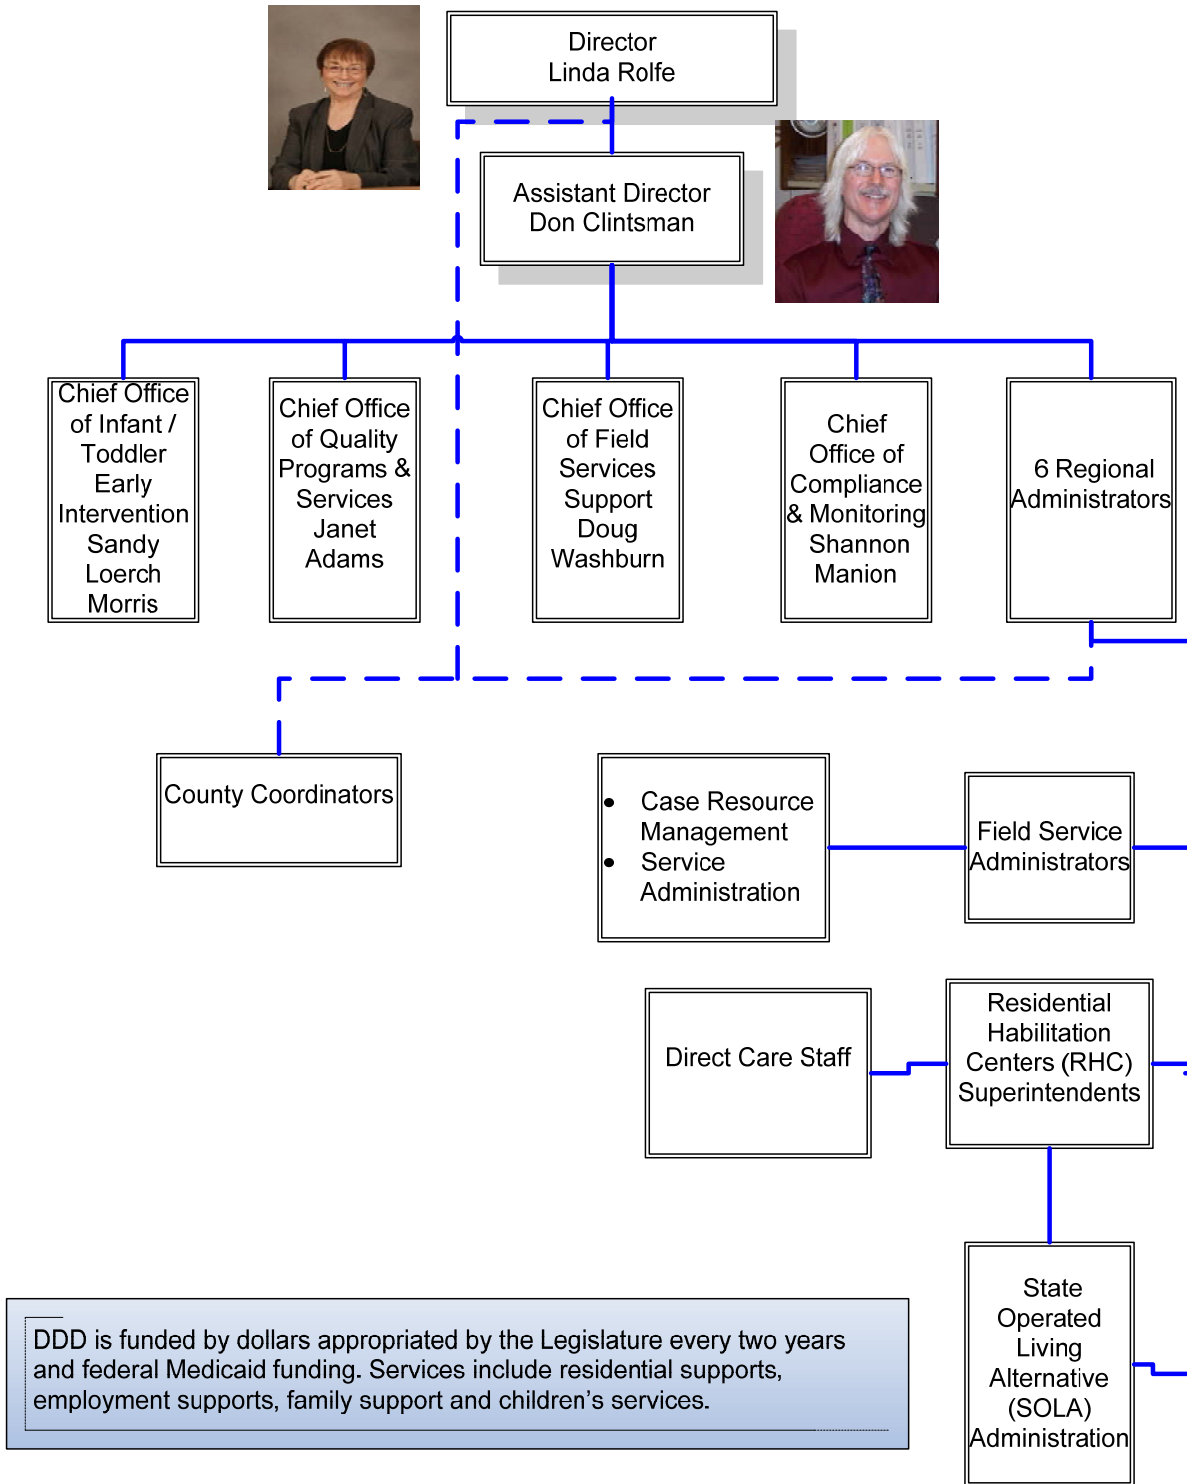 Director
Linda Rolfe
Assistant Director
Don Clintsman
Chief Office
of Infant /
Toddler
Early
Intervention
Sandy
Loerch
Morris
Chief Office
of Quality
Programs &
Services
Janet
Adams
Chief Office
of Field
Services
Support
Doug
Washburn
Chief
Office of
Compliance
& Monitoring
Shannon
Manion
6 Regional
Administrators
County Coordinators
• Case Resource
Management
• Service
Administration
Field Service
Administrators
Direct Care Staff
Residential
Habilitation
Centers (RHC)
Superintendents
State
Operated
Living
Alternative
(SOLA)
Administration
DDD is funded by dollars appropriated by the Legislature every two years
and federal Medicaid funding. Services include residential supports,
employment supports, family support and children’s services.